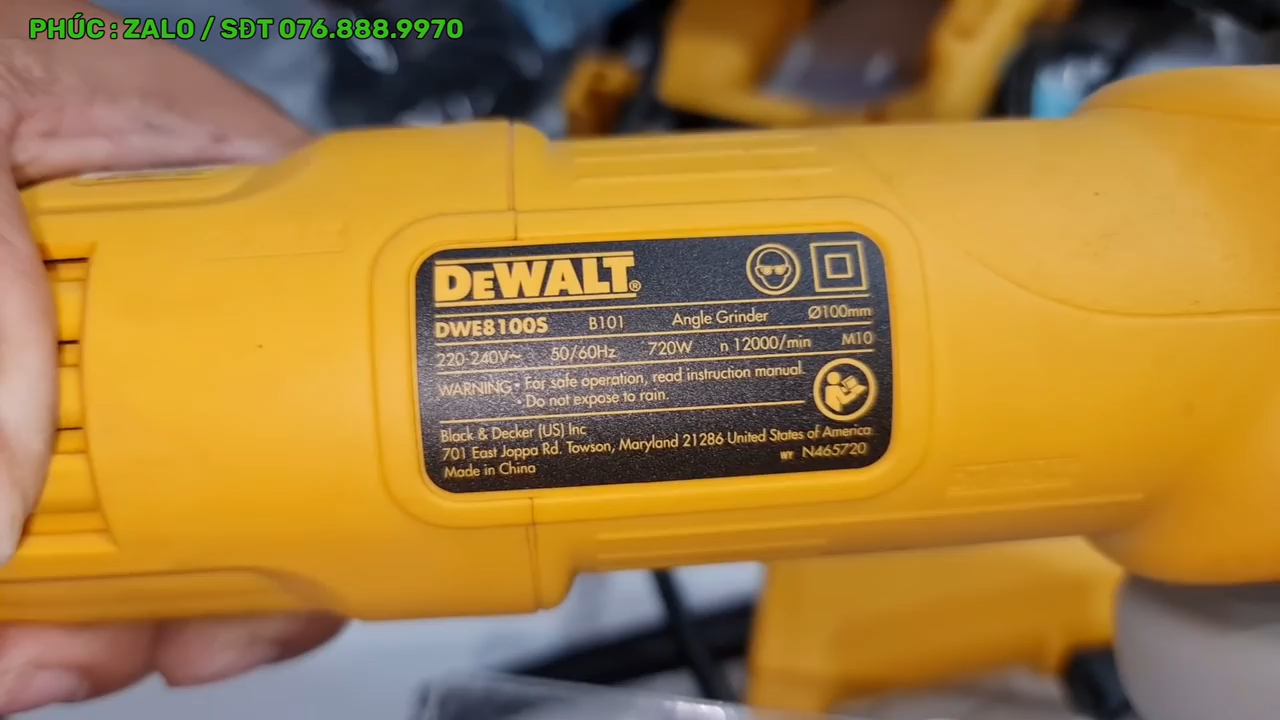 PHÚC : ZALO / SĐT 076.888.9970
DEWALT®
DWE8100S B101 Angle Grinder Ø100mm
220-240V~ 50/60Hz 720W n 12000/min M10
WARNING • For safe operation, read instruction manual.
• Do not expose to rain.
Black & Decker (US) Inc
701 East Joppa Rd. Towson, Maryland 21286 United States of America
WY N465720
Made in China